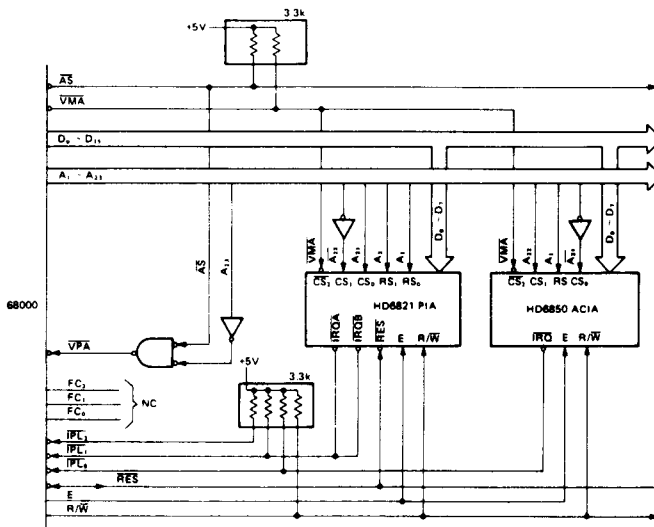 3.3k
+5V
AS
VMA
D₀ - D₁₅
A₁ - A₂₃
AS
A₂₃
VMA
A₂₂
A₂₃
A₂
A₁
D₀ - D₇
VMA
A₂₂
A₁
D₀ - D₇
CS₂ CS₁ CS₀ RS₁ RS₀
HD6821 PIA
IRQA
IRQB
RES
E
R/W
CS₂ CS₁ RS CS₀
HD6850 ACIA
IRQ
E
R/W
68000
VPA
+5V
3.3k
FC₂
FC₁
FC₀
NC
IPL₂
IPL₁
IPL₀
RES
E
R/W